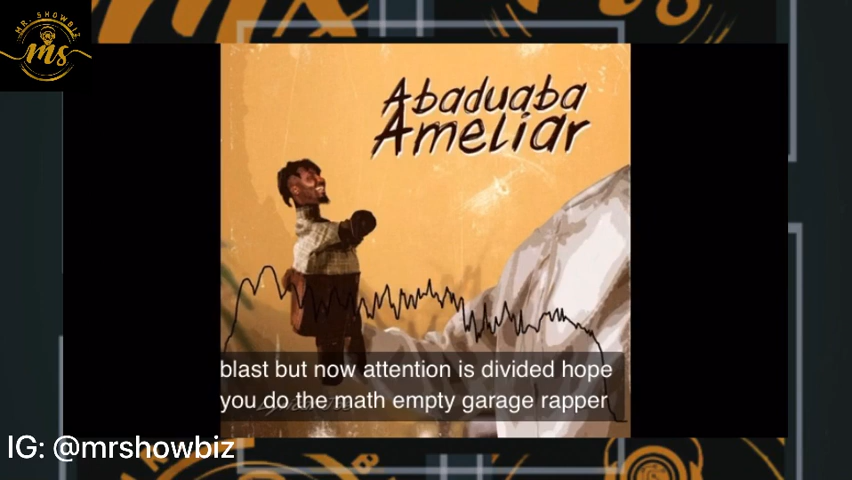 MR. SHOWBIZ
ms
Abaduaba
Ameliar
blast but now attention is divided hope
you do the math empty garage rapper
IG: @mrshowbiz